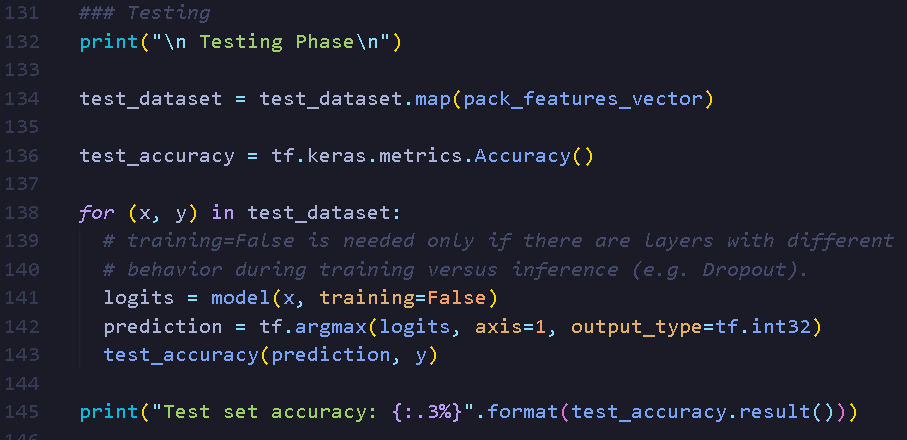 131 ### Testing
132 print("\n Testing Phase\n")
133
134 test_dataset = test_dataset.map(pack_features_vector)
135
136 test_accuracy = tf.keras.metrics.Accuracy()
137
138 for (x, y) in test_dataset:
139   # training=False is needed only if there are layers with different
140   # behavior during training versus inference (e.g. Dropout).
141   logits = model(x, training=False)
142   prediction = tf.argmax(logits, axis=1, output_type=tf.int32)
143   test_accuracy(prediction, y)
144
145 print("Test set accuracy: {:.3%}".format(test_accuracy.result()))